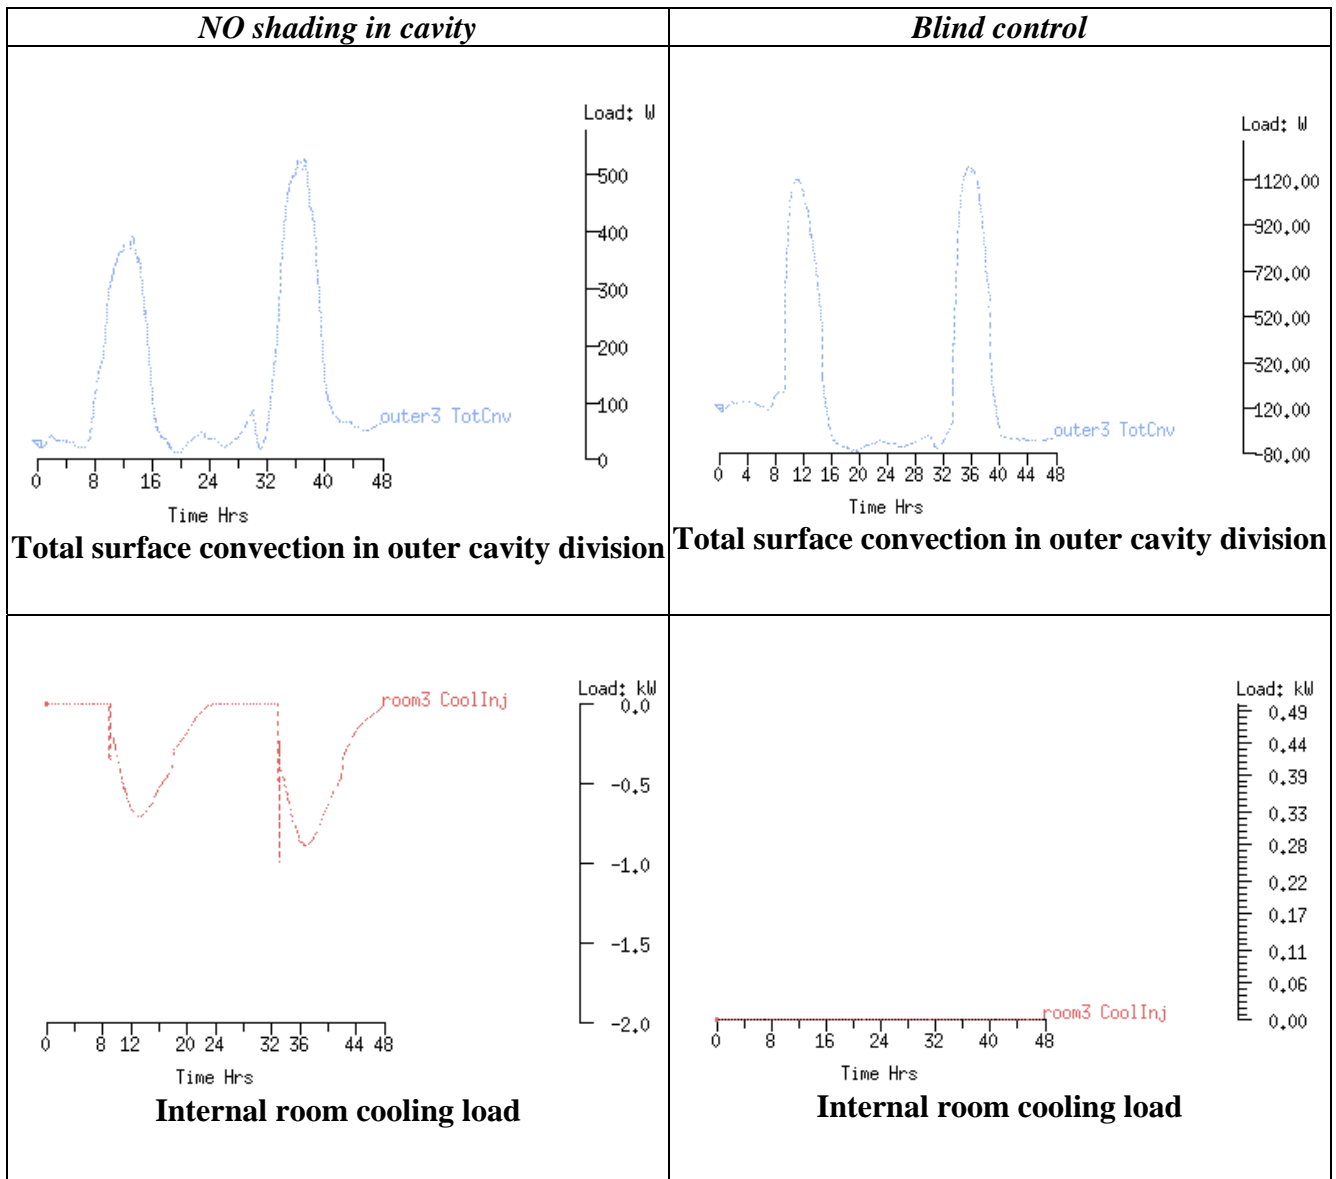 NO shading in cavity
Blind control
Load: W
500
400
300
200
100
0
outer3 TotCnv
0 8 16 24 32 40 48
Time Hrs
Total surface convection in outer cavity division
Load: W
1120.00
920.00
720.00
520.00
320.00
120.00
-80.00
outer3 TotCnv
0 4 8 12 16 20 24 28 32 36 40 44 48
Time Hrs
Total surface convection in outer cavity division
Load: kW
0.0
-0.5
-1.0
-1.5
-2.0
room3 CoolInj
0 8 12 20 24 32 36 44 48
Time Hrs
Internal room cooling load
Load: kW
0.49
0.44
0.39
0.33
0.28
0.22
0.17
0.11
0.06
0.00
room3 CoolInj
0 8 16 24 32 40 48
Time Hrs
Internal room cooling load